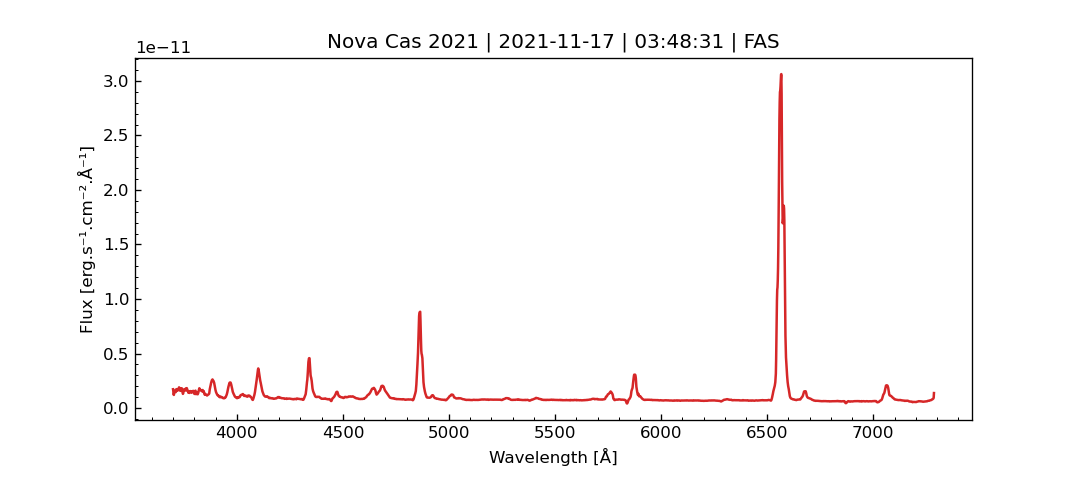 Nova Cas 2021 | 2021-11-17 | 03:48:31 | FAS
1e−11
3.0
2.5
2.0
1.5
1.0
0.5
0.0
Flux [erg.s⁻¹.cm⁻².Å⁻¹]
4000 4500 5000 5500 6000 6500 7000
Wavelength [Å]